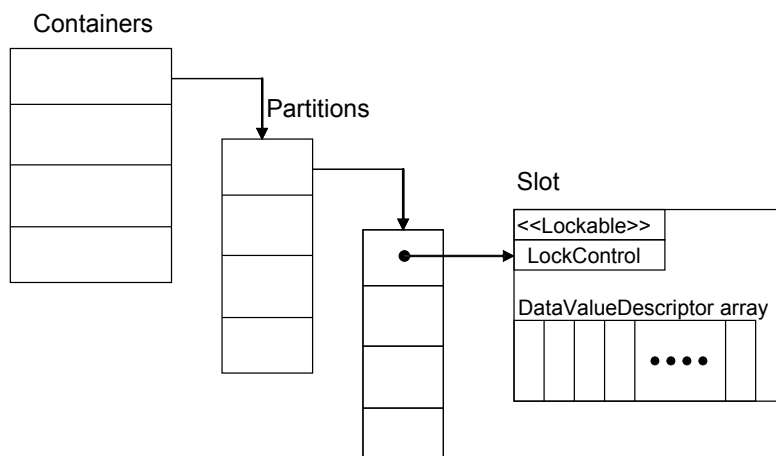 Containers
Partitions
Slot
<<Lockable>>
LockControl
DataValueDescriptor array